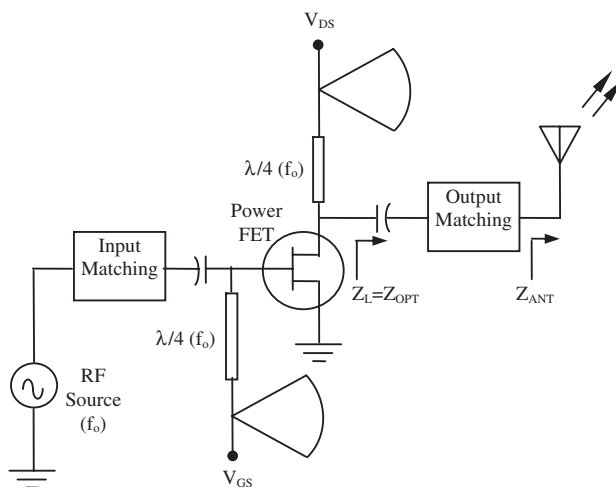 V_DS
λ/4 (f_o)
Power
FET
Output
Matching
Input
Matching
Z_L=Z_OPT
Z_ANT
λ/4 (f_o)
RF
Source
(f_o)
V_GS